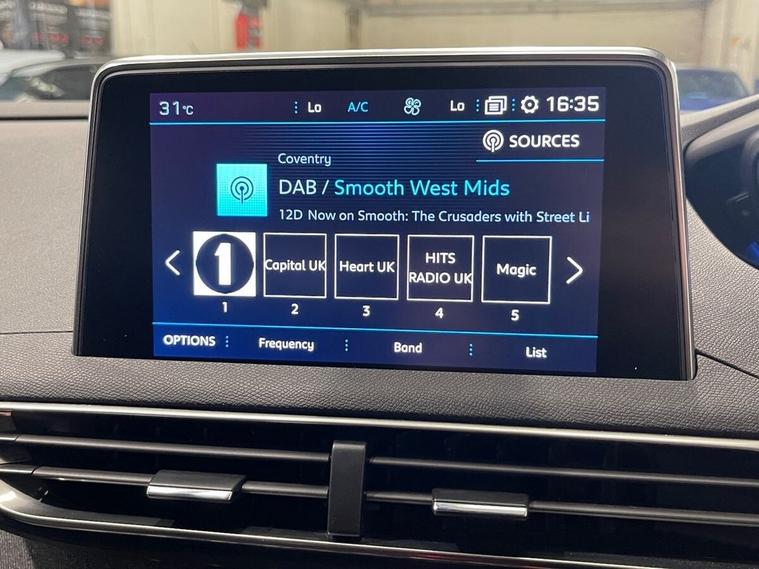 31°C Lo A/C Lo 16:35
SOURCES
Coventry
DAB / Smooth West Mids
12D Now on Smooth: The Crusaders with Street Li
1 Capital UK Heart UK HITS RADIO UK Magic
1 2 3 4 5
OPTIONS Frequency Band List